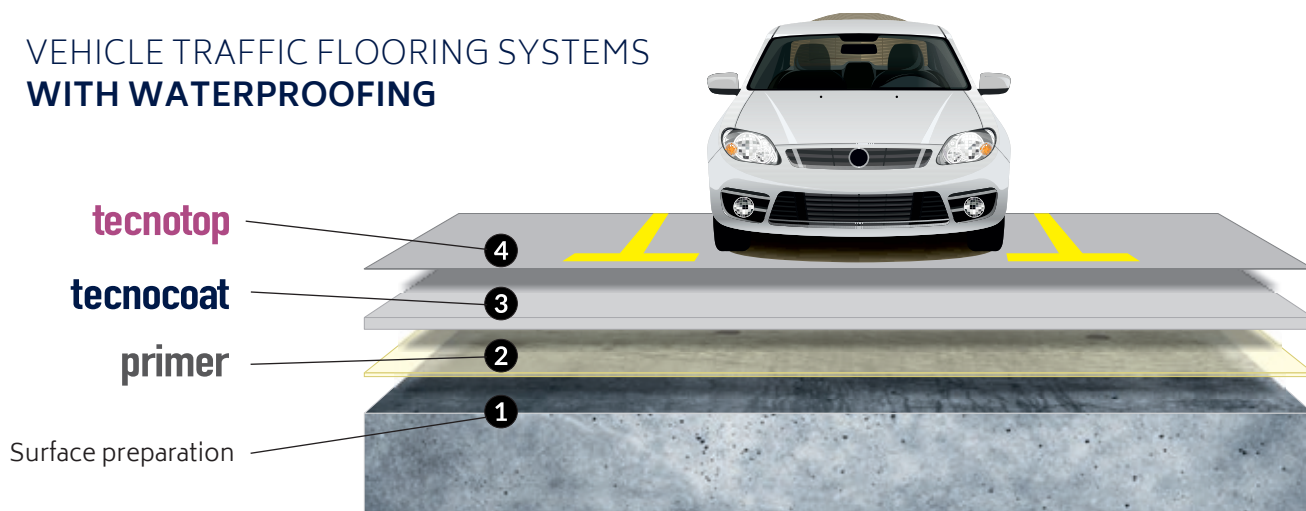 VEHICLE TRAFFIC FLOORING SYSTEMS
WITH WATERPROOFING
tecnotop
4
tecnocoat
3
primer
2
1
Surface preparation